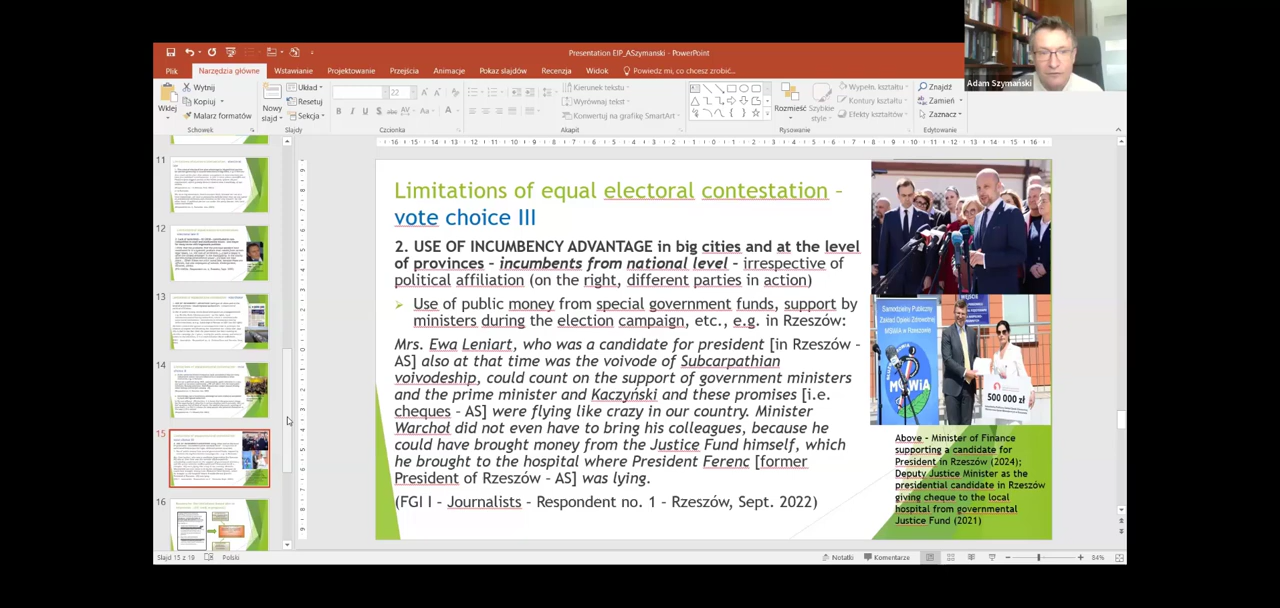 Presentation EIP_ASzymanski - PowerPoint
Adam Szymański
Plik Narzędzia główne Wstawianie Projektowanie Przejścia Animacje Pokaz slajdów Recenzja Widok Powiedz mi, co chcesz zrobić...
Wklej
Wytnij
Kopiuj
Malarz formatów
Schowek
Nowy slajd
Układ
Resetuj
Sekcja
Slajdy
22
Czcionka
Kierunek tekstu
Wyrównaj tekst
Konwertuj na grafikę SmartArt
Akapit
Rozmieść
Szybkie style
Wypełn. kształtu
Kontury kształtu
Efekty kształtów
Rysowanie
Znajdź
Zamień
Zaznacz
Edytowanie
11
12
13
14
15
16
Limitations of equal electoral contestation –
vote choice III
2. USE OF INCUMBENCY ADVANTAGE in big cities and at the level
of provinces – incumbents frm national level – irrespective of
political affiliation (on the right, different parties in action)
Use of public money from special government funds, support by
ministers during the election campaign, etc., e.g. in Rzeszów:
Mrs. Ewa Leniart, who was a candidate for president [in Rzeszów –
AS] also at that time was the voivode of Subcarpathian
voivodeship, could count on the support of government ministers
and the prime minister and Kaczyński and these promises [i.e.
cheques – AS] were flying like crazy in our country. Minister
Warchoł did not even have to bring his colleagues, because he
could have brought money from the Justice Fund himself, which
he brought to the hospital where president Ferenc [former
President of Rzeszów – AS] was lying.
(FGI I – Journalists – Respondent no. 1 – Rzeszów, Sept. 2022)
Samodzielny Publiczny
Zakład Opieki Zdrowotnej
MSWiA w Rzeszowie
500 000 zł
Above – Minister of Finance
supporting a candidate for
President in Rzeszów (2024);
Deputy Justice Minister as the
presidential candidate in Rzeszów
giving cheque to the local
hospital from governmental
Justice Fund (2021)
Slajd 15 z 19 Polski
Notatki Komentarze 84%